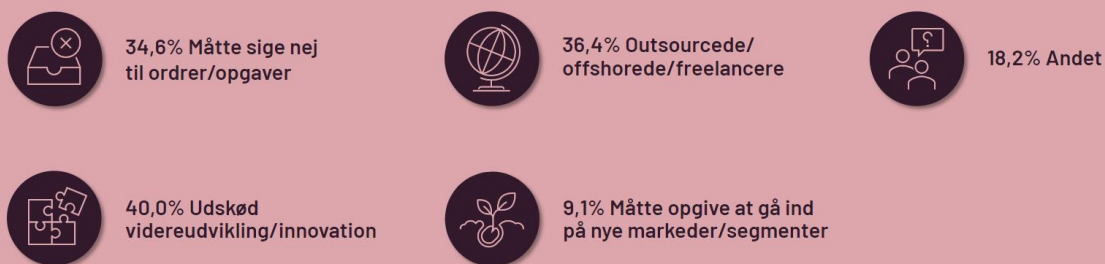 34,6% Måtte sige nej
til ordrer/opgaver
36,4% Outsourcede/
offshorede/freelancere
18,2% Andet
40,0% Udskød
videreudvikling/innovation
9,1% Måtte opgive at gå ind
på nye markeder/segmenter